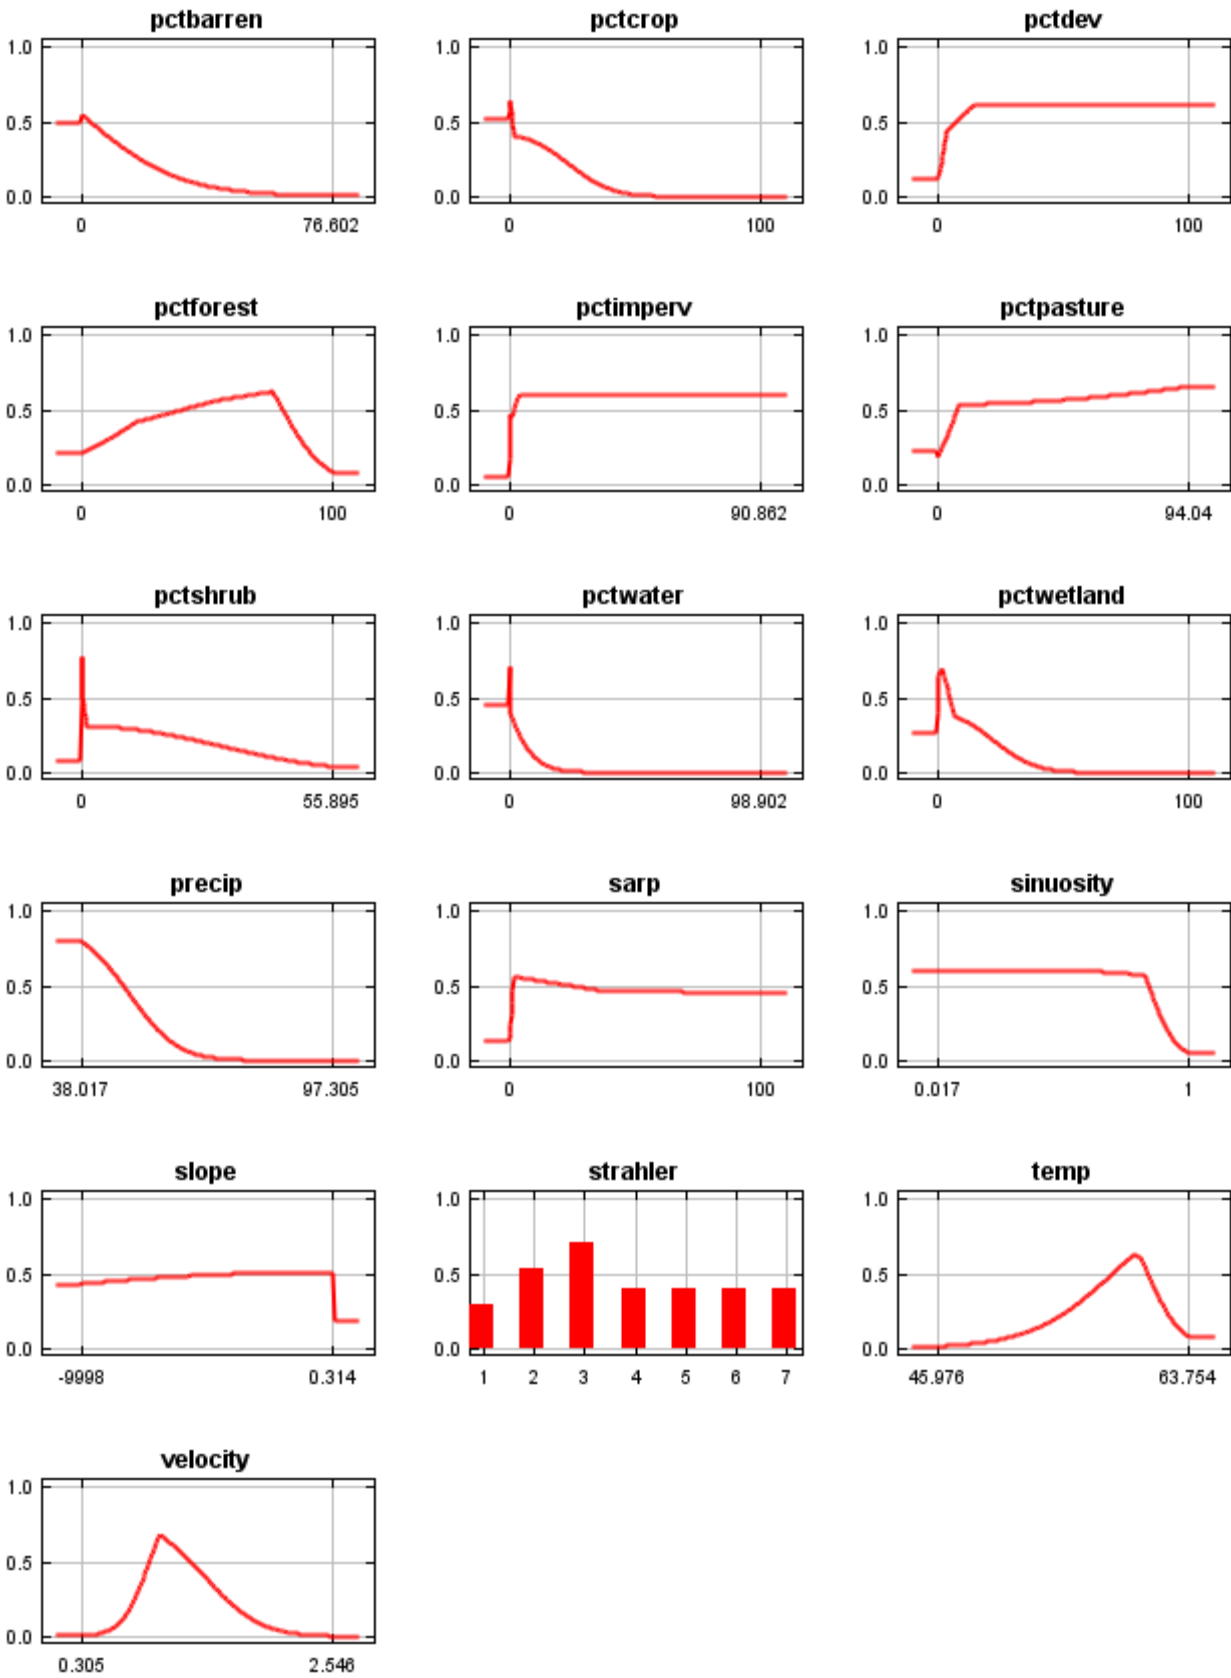 pctbarren pctcrop pctdev
1.0 1.0 1.0
0.5 0.5 0.5
0.0 0.0 0.0
0 76.602 0 100 0 100
pctforest pctimperv pctpasture
1.0 1.0 1.0
0.5 0.5 0.5
0.0 0.0 0.0
0 100 0 90.862 0 94.04
pctshrub pctwater pctwetland
1.0 1.0 1.0
0.5 0.5 0.5
0.0 0.0 0.0
0 55.895 0 98.902 0 100
precip sarp sinuosity
1.0 1.0 1.0
0.5 0.5 0.5
0.0 0.0 0.0
38.017 97.305 0 100 0.017 1
slope strahler temp
1.0 1.0 1.0
0.5 0.5 0.5
0.0 0.0 0.0
-9998 0.314 1 2 3 4 5 6 7 45.976 63.754
velocity
1.0
0.5
0.0
0.305 2.546